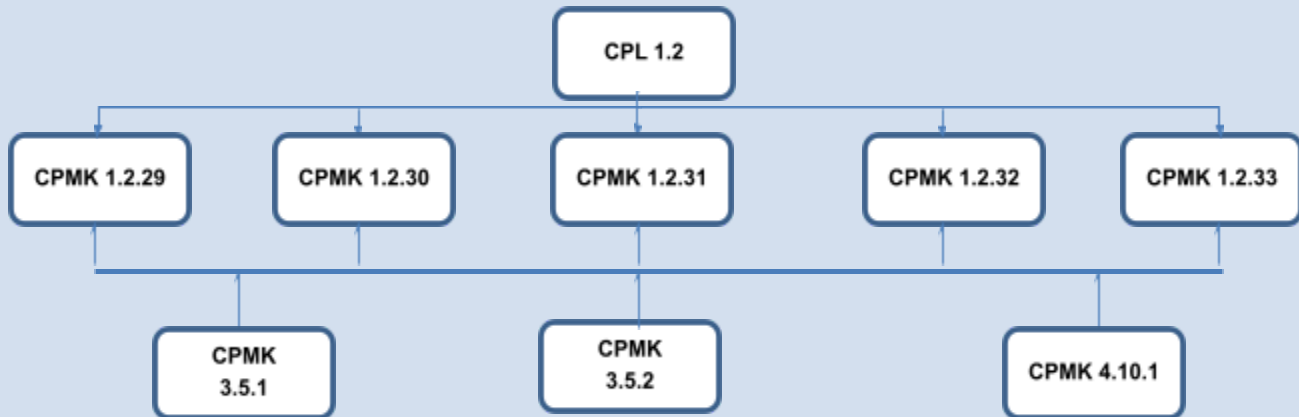 CPL 1.2
CPMK 1.2.29
CPMK 1.2.30
CPMK 1.2.31
CPMK 1.2.32
CPMK 1.2.33
CPMK
3.5.1
CPMK
3.5.2
CPMK 4.10.1